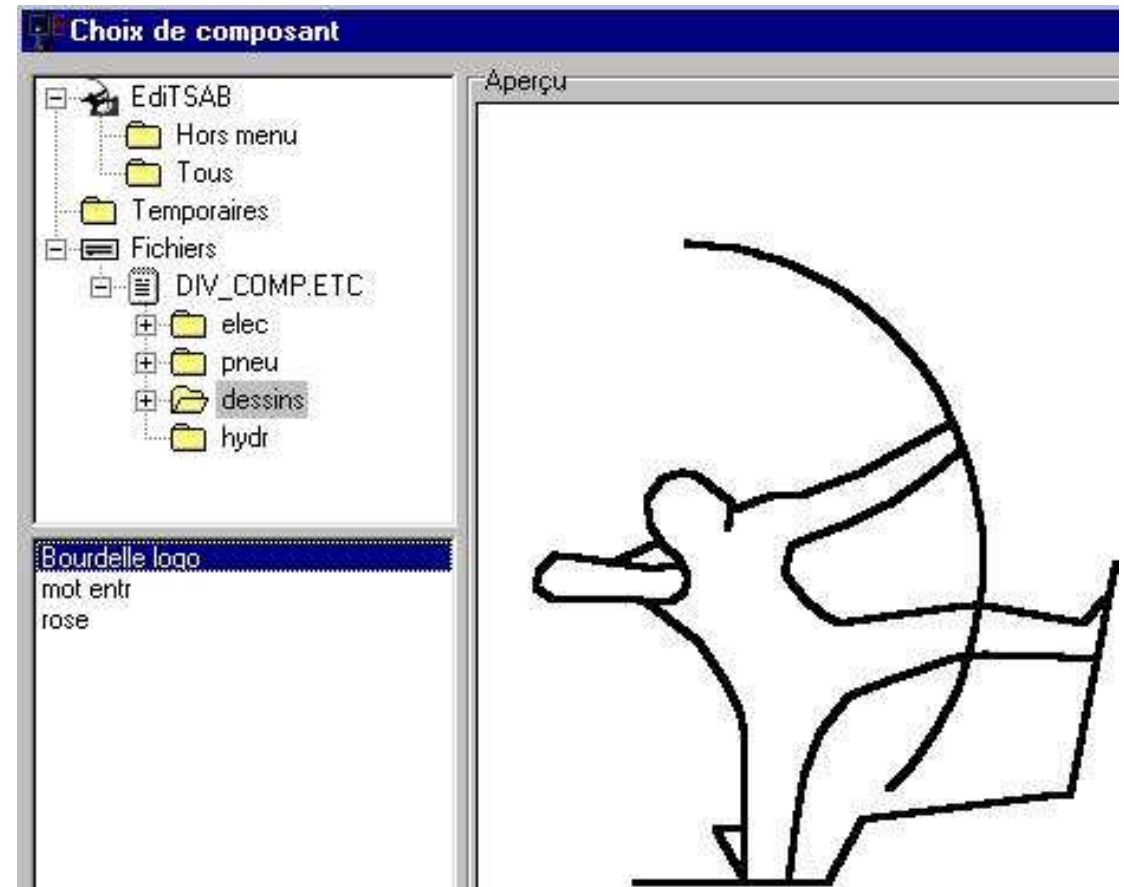 Choix de composant
EdiTSAB
Hors menu
Tous
Temporaires
Fichiers
DIV_COMP.ETC
elec
pneu
dessins
hydr
Bourdelle logo
mot entr
rose
Aperçu